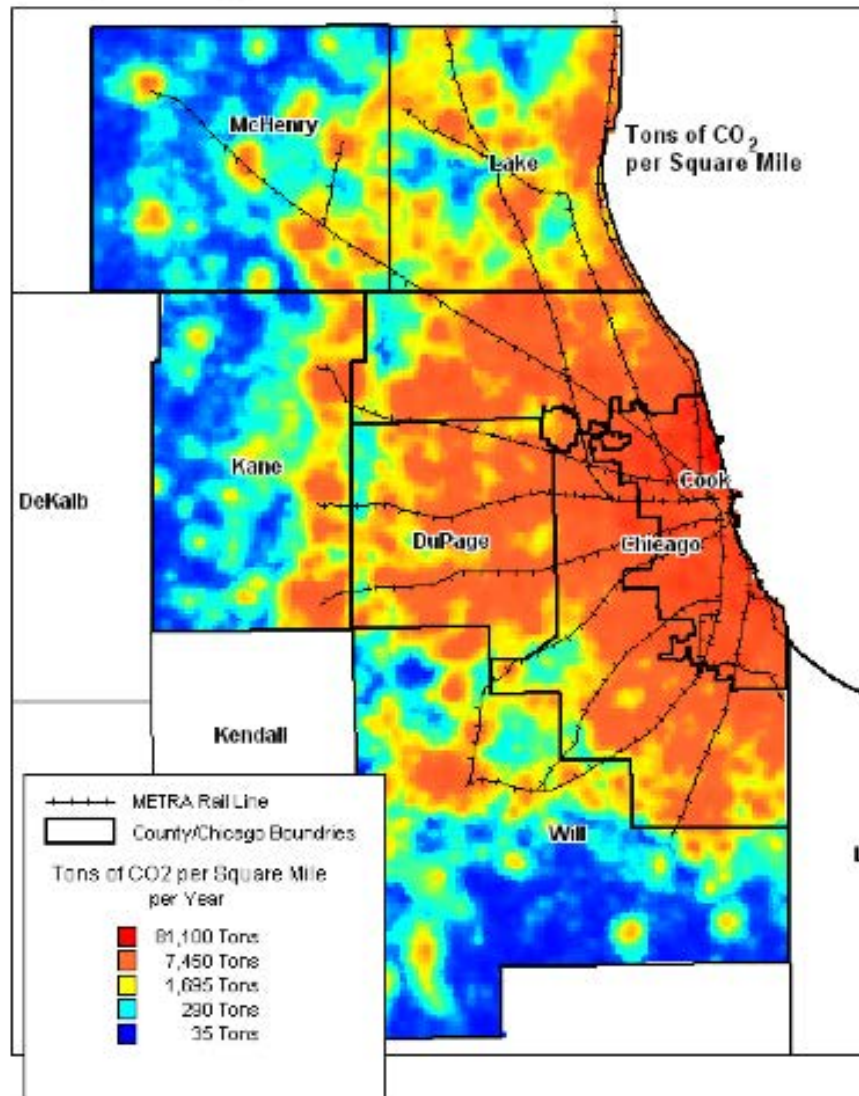 McHenry
Tons of CO2
per Square Mile
Lake
Kane
Cook
DeKalb
DuPage
Chicago
Kendall
METRA Rail Line
County/Chicago Boundries
Will
Tons of CO2 per Square Mile
per Year
81,100 Tons
7,450 Tons
1,695 Tons
290 Tons
35 Tons